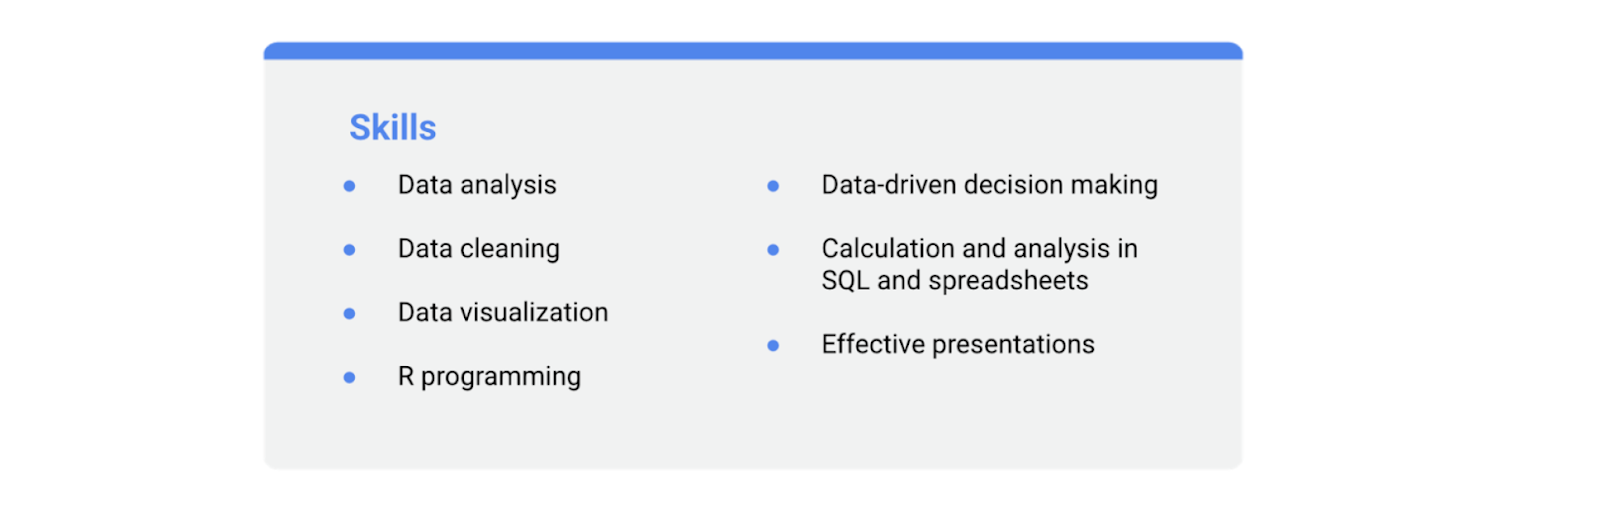 Skills
Data analysis
Data cleaning
Data visualization
R programming
Data-driven decision making
Calculation and analysis in
SQL and spreadsheets
Effective presentations